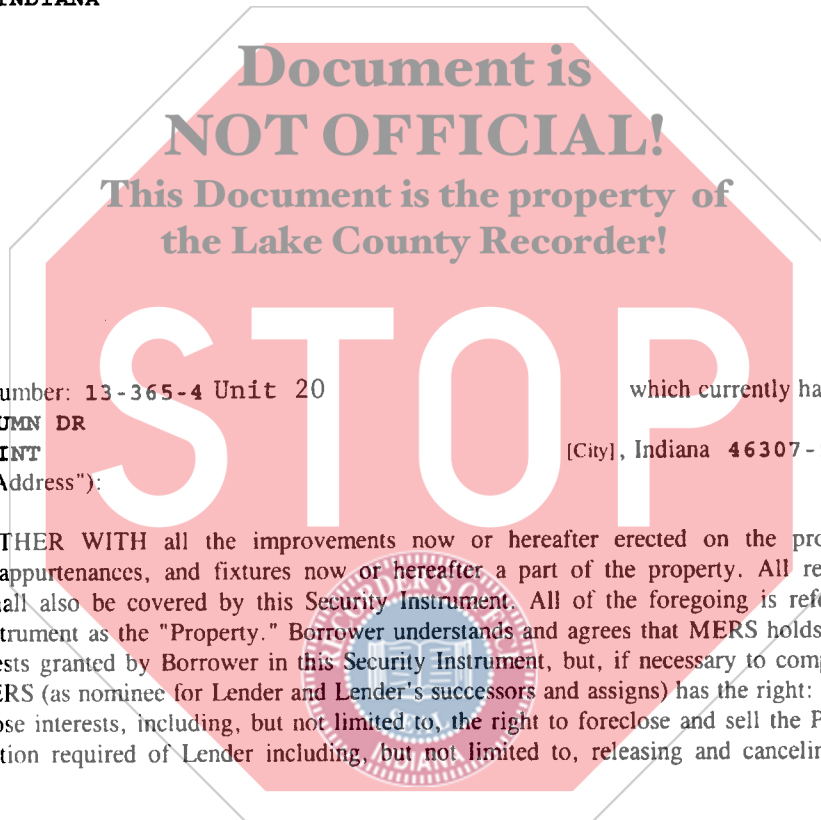 INDIANA
Document is
NOT OFFICIAL!
This Document is the property of
the Lake County Recorder!
STOP
umber: 13-365-4 Unit 20 which currently ha
UMN DR
INT [City], Indiana 46307-
Address"):
THER WITH all the improvements now or hereafter erected on the pro
appurtenances, and fixtures now or hereafter a part of the property. All re
all also be covered by this Security Instrument. All of the foregoing is refe
trument as the "Property." Borrower understands and agrees that MERS holds
ests granted by Borrower in this Security Instrument, but, if necessary to comp
ERS (as nominee for Lender and Lender's successors and assigns) has the right:
ose interests, including, but not limited to, the right to foreclose and sell the P
tion required of Lender including, but not limited to, releasing and cancelin
INDIANA